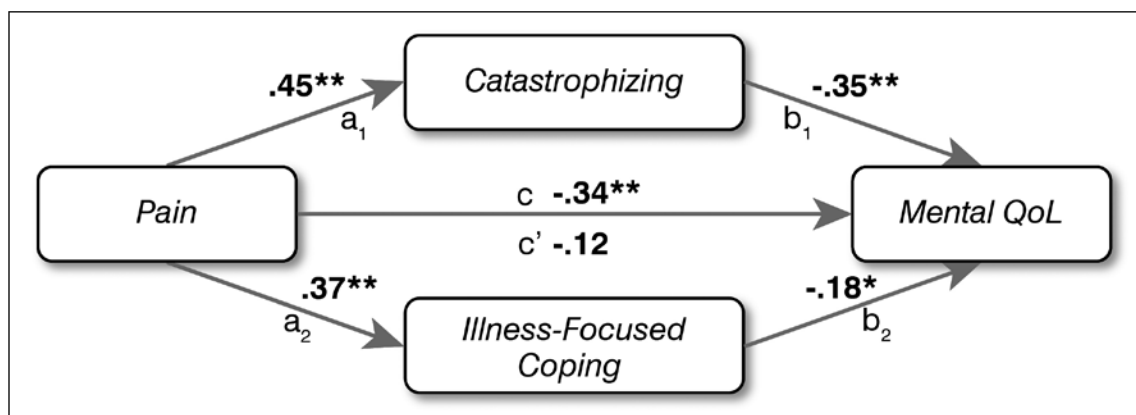 Catastrophizing
.45**
a1
-.35**
b1
Pain
c -.34**
c' -.12
Mental QoL
.37**
a2
Illness-Focused
Coping
-.18*
b2